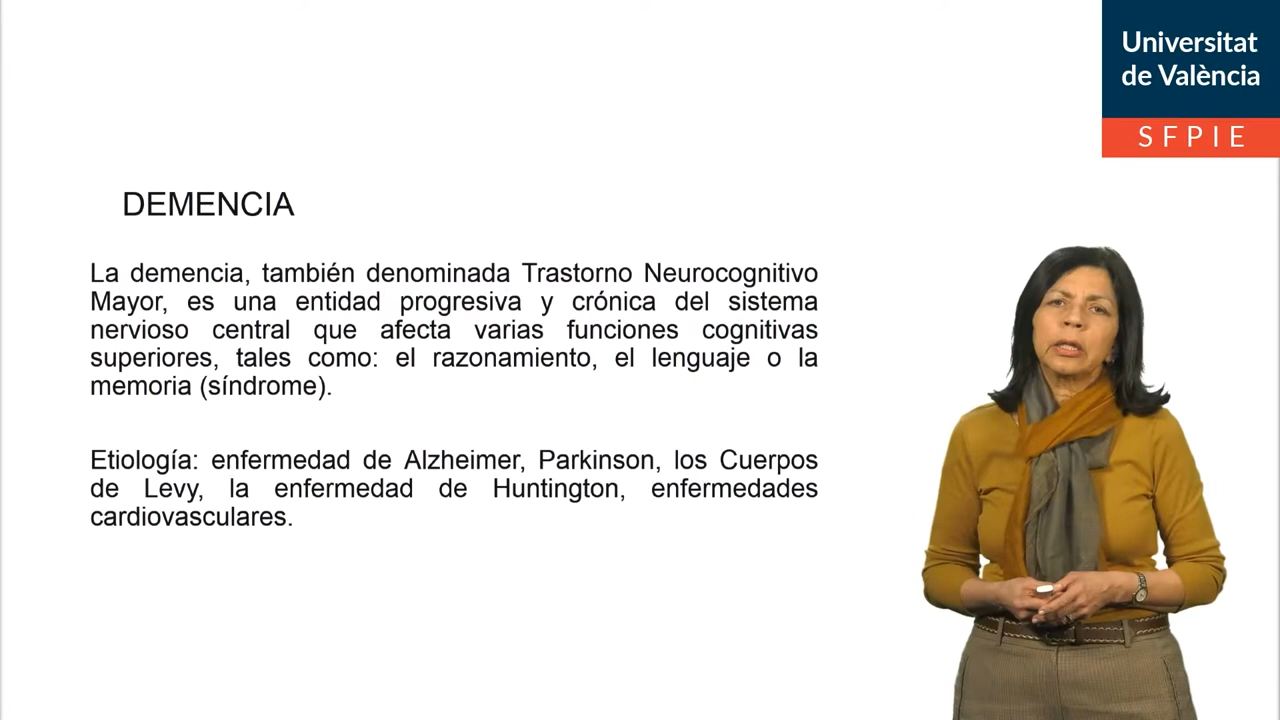 Universitat
de València
SFPIE
DEMENCIA
La demencia, también denominada Trastorno Neurocognitivo
Mayor, es una entidad progresiva y crónica del sistema
nervioso central que afecta varias funciones cognitivas
superiores, tales como: el razonamiento, el lenguaje o la
memoria (síndrome).
Etiología: enfermedad de Alzheimer, Parkinson, los Cuerpos
de Levy, la enfermedad de Huntington, enfermedades
cardiovasculares.